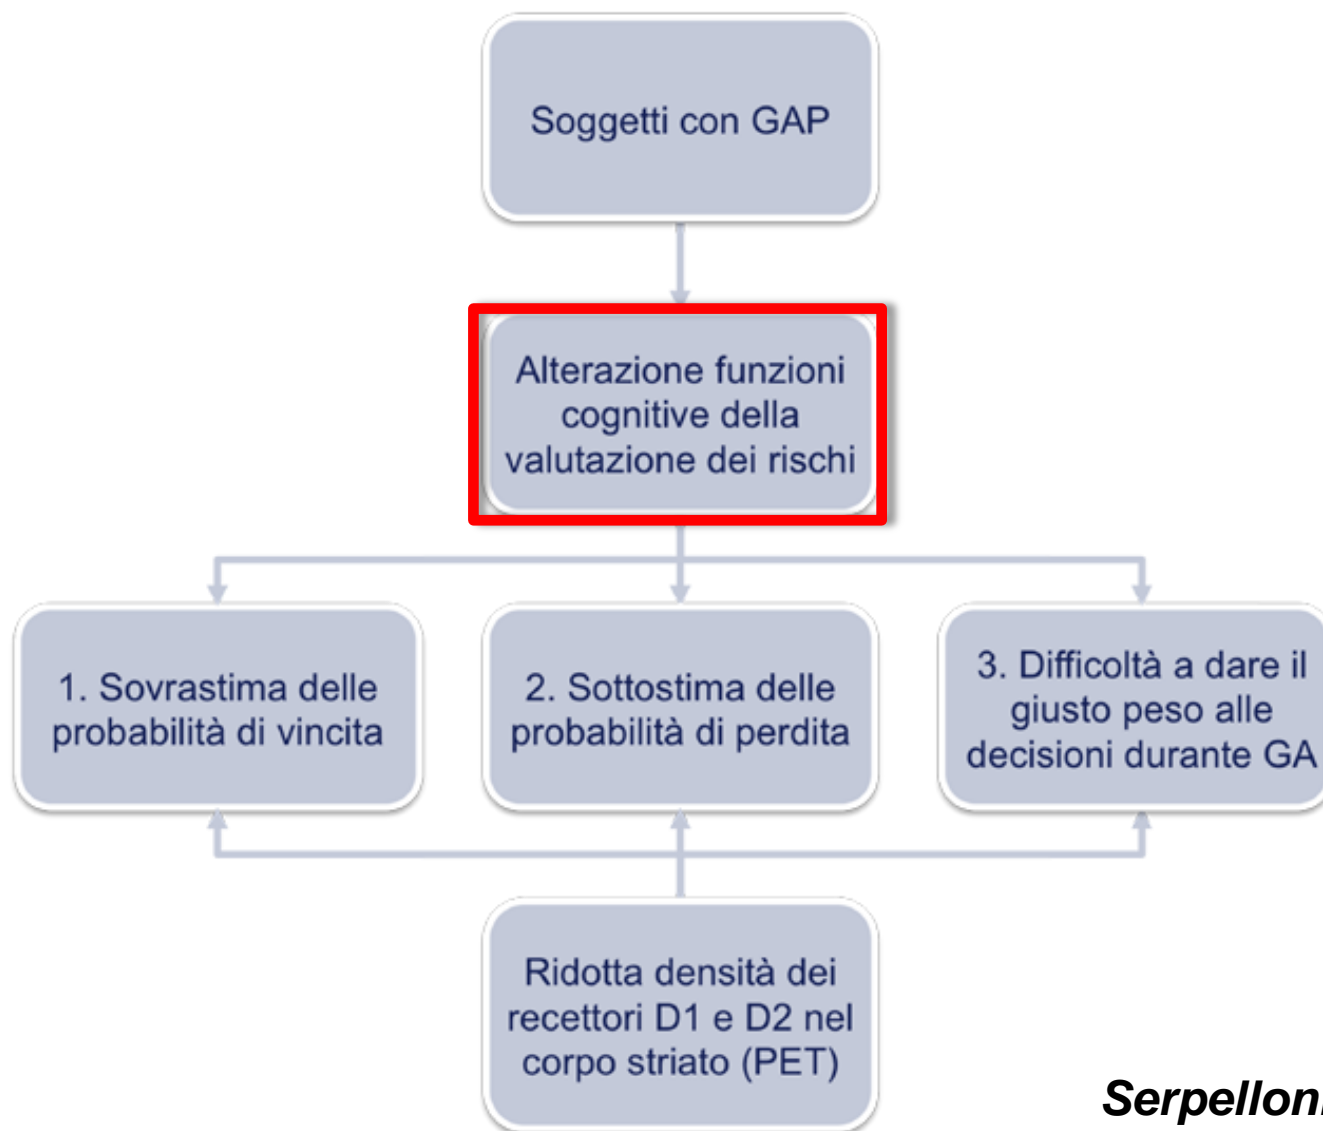 Soggetti con GAP
Alterazione funzioni
cognitive della
valutazione dei rischi
1. Sovrastima delle
probabilità di vincita
2. Sottostima delle
probabilità di perdita
3. Difficoltà a dare il
giusto peso alle
decisioni durante GA
Ridotta densità dei
recettori D1 e D2 nel
corpo striato (PET)
Serpelloni